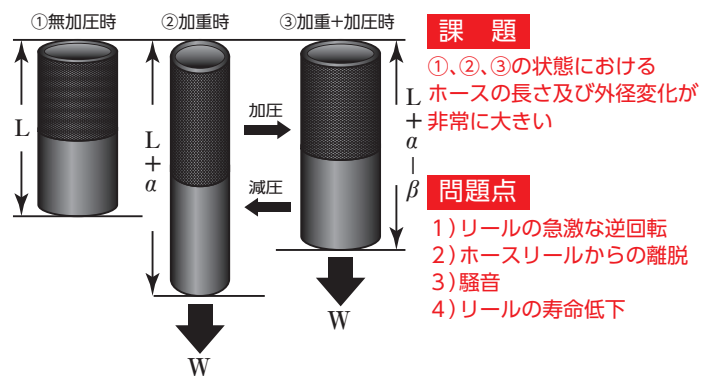 ①無加圧時
②加重時
③加重+加圧時
L
L+α
加圧
減圧
L+α−β
W
W
課 題
①、②、③の状態における
ホースの長さ及び外径変化が
非常に大きい
問題点
1)リールの急激な逆回転
2)ホースリールからの離脱
3)騒音
4)リールの寿命低下